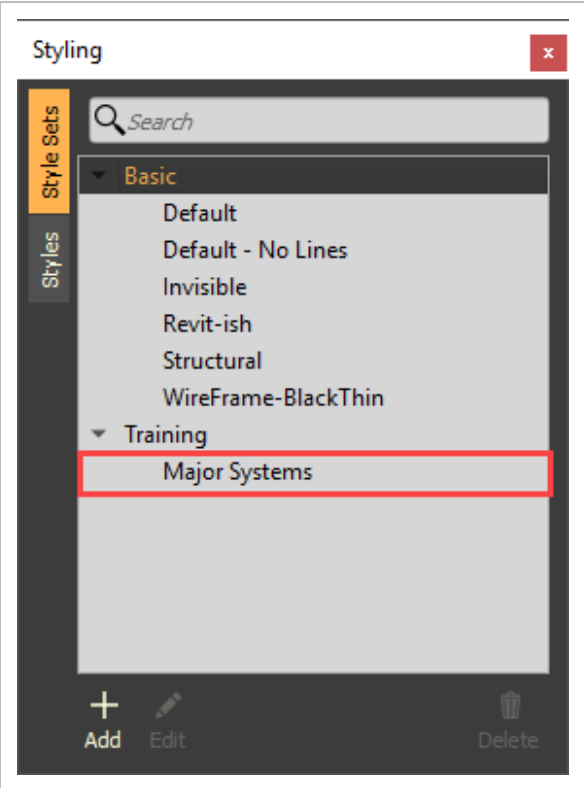 Styling
x
Style Sets
Styles
Search
Basic
Default
Default - No Lines
Invisible
Revit-ish
Structural
WireFrame-BlackThin
Training
Major Systems
Add Edit Delete